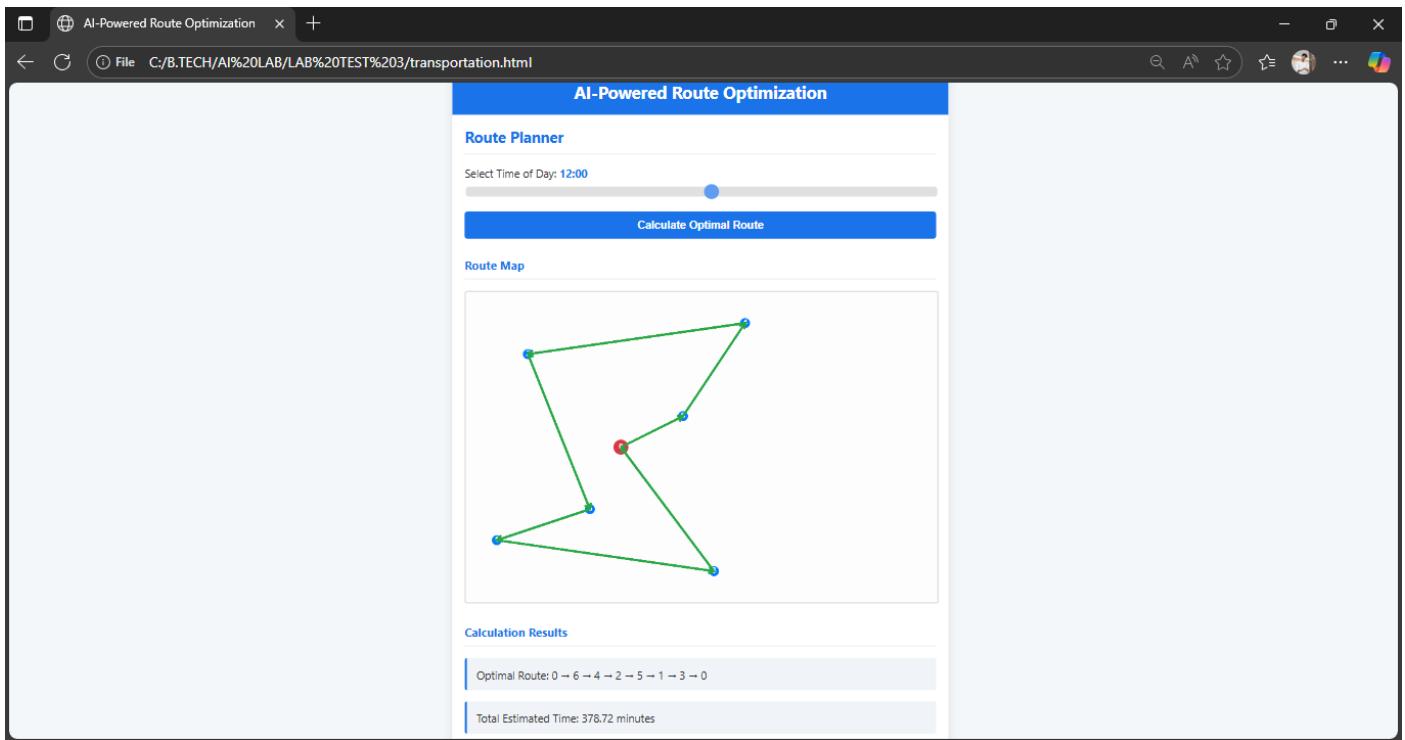 AI-Powered Route Optimization
File C:/B.TECH/AI%20LAB/LAB%20TEST%203/transportation.html
AI-Powered Route Optimization
Route Planner
Select Time of Day: 12:00
Calculate Optimal Route
Route Map
Calculation Results
Optimal Route: 0 → 6 → 4 → 2 → 5 → 1 → 3 → 0
Total Estimated Time: 378.72 minutes